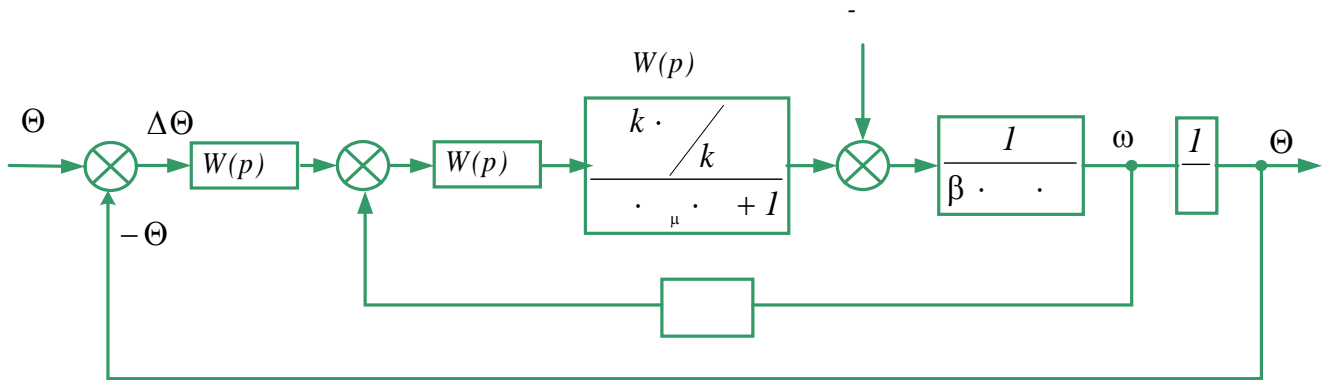 -
W(p)
Θ
ΔΘ
W(p)
W(p)
k · / k
· μ · + 1
1
β · ·
ω
1
Θ
– Θ